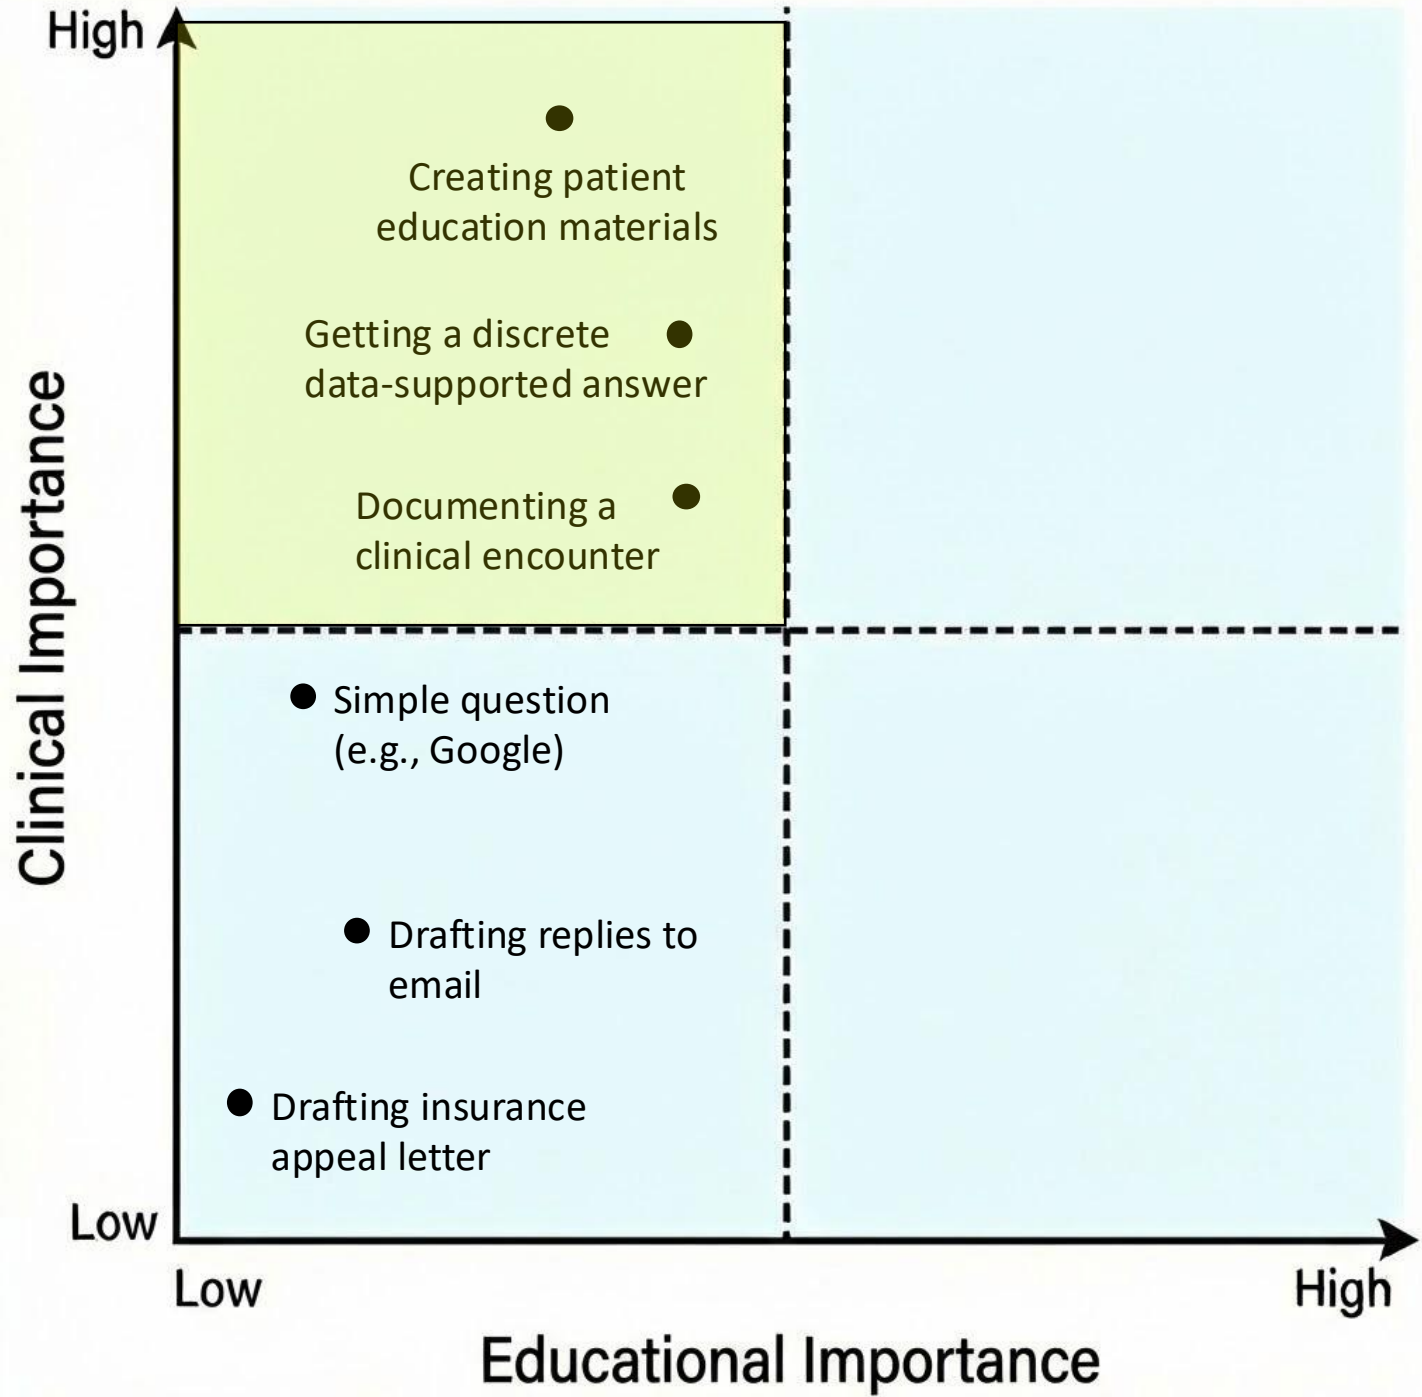 High
Creating patient
education materials
Getting a discrete
data-supported answer
Documenting a
clinical encounter
Clinical Importance
Simple question
(e.g., Google)
Drafting replies to
email
Drafting insurance
appeal letter
Low
Low
High
Educational Importance